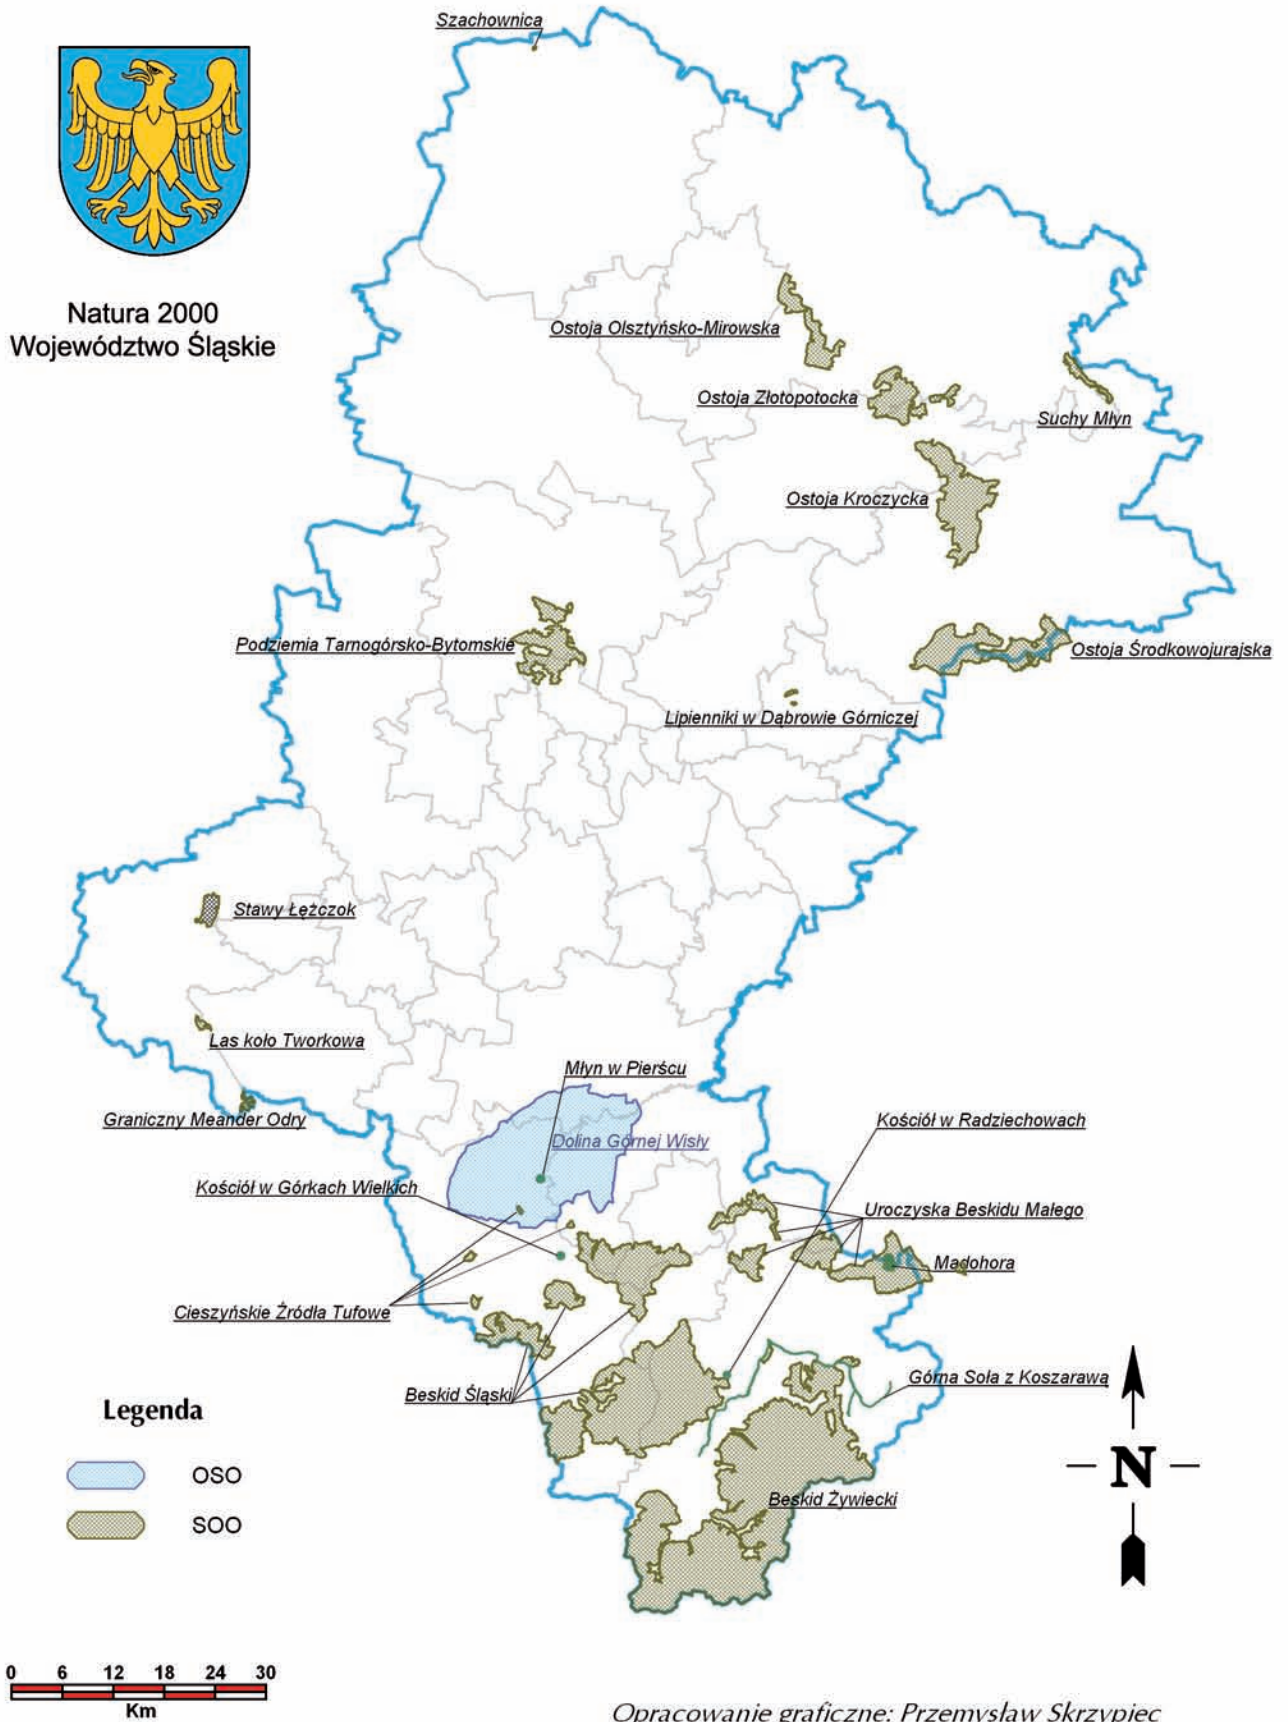 Szachownica
Natura 2000
Województwo Śląskie
Ostoja Olsztyńsko-Mirowska
Ostoja Złotopotocka
Suchy Młyn
Ostoja Kroczycka
Podziemia Tarnogórsko-Bytomskie
Ostoja Środkowojurajska
Lipienniki w Dąbrowie Górniczej
Stawy Łężczok
Las koło Tworkowa
Młyn w Pierśću
Graniczny Meander Odry
Kościół w Radziechowach
Dolina Górnej Wisły
Kościół w Górkach Wielkich
Uroczyska Beskidu Małego
Madohora
Cieszyńskie Źródła Tufowe
Beskid Śląski
Górna Soła z Koszarawą
Legenda
OSO
SOO
N
Beskid Żywiecki
0 6 12 18 24 30
Km
Opracowanie graficzne: Przemysław Skrzypiec